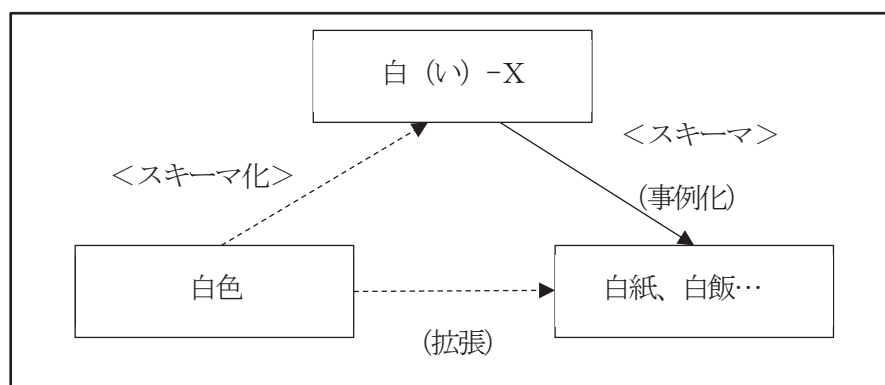 白（い）-X
＜スキーマ＞
＜スキーマ化＞
(事例化)
白色
白紙、白飯…
(拡張)